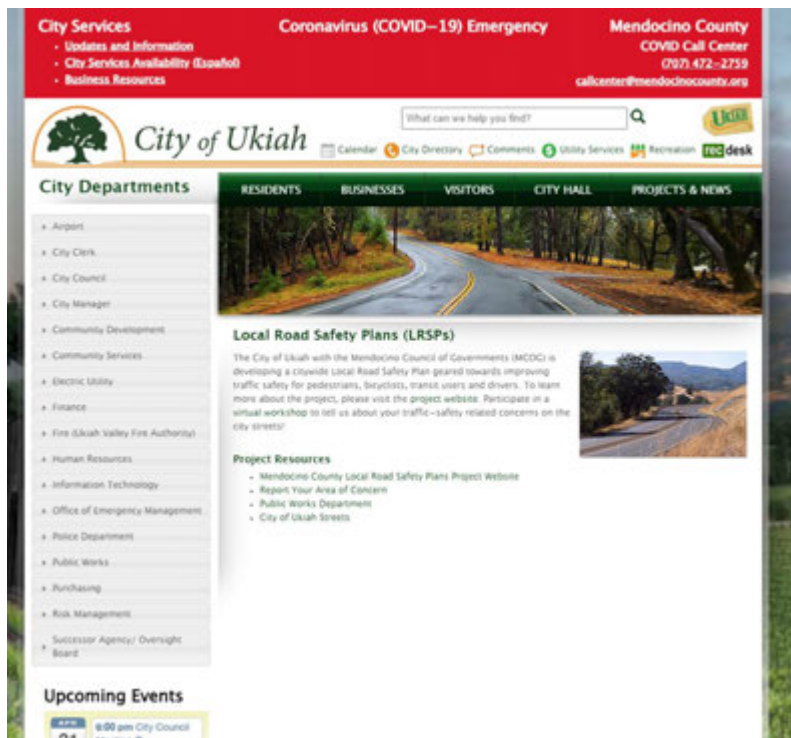 City Services
Updates and Information
City Services Availability (Español)
Business Resources
Coronavirus (COVID–19) Emergency
Mendocino County
COVID Call Center
(707) 472–2759
callcenter@mendocinocounty.org
City of Ukiah
What can we help you find?
Ukiah
Calendar City Directory Comments Utility Services Recreation rec desk
City Departments
RESIDENTS BUSINESSES VISITORS CITY HALL PROJECTS & NEWS
Airport
City Clerk
City Council
City Manager
Community Development
Community Services
Electric Utility
Finance
Fire (Ukiah Valley Fire Authority)
Human Resources
Information Technology
Office of Emergency Management
Police Department
Public Works
Purchasing
Risk Management
Successor Agency/ Oversight
Board
Local Road Safety Plans (LRSPs)
The City of Ukiah with the Mendocino Council of Governments (MCOG) is
developing a citywide Local Road Safety Plan geared towards improving
traffic safety for pedestrians, bicyclists, transit users and drivers. To learn
more about the project, please visit the project website. Participate in a
virtual workshop to tell us about your traffic–safety related concerns on the
city streets!
Project Resources
Mendocino County Local Road Safety Plans Project Website
Report Your Area of Concern
Public Works Department
City of Ukiah Streets
Upcoming Events
APR
6:00 pm City Council